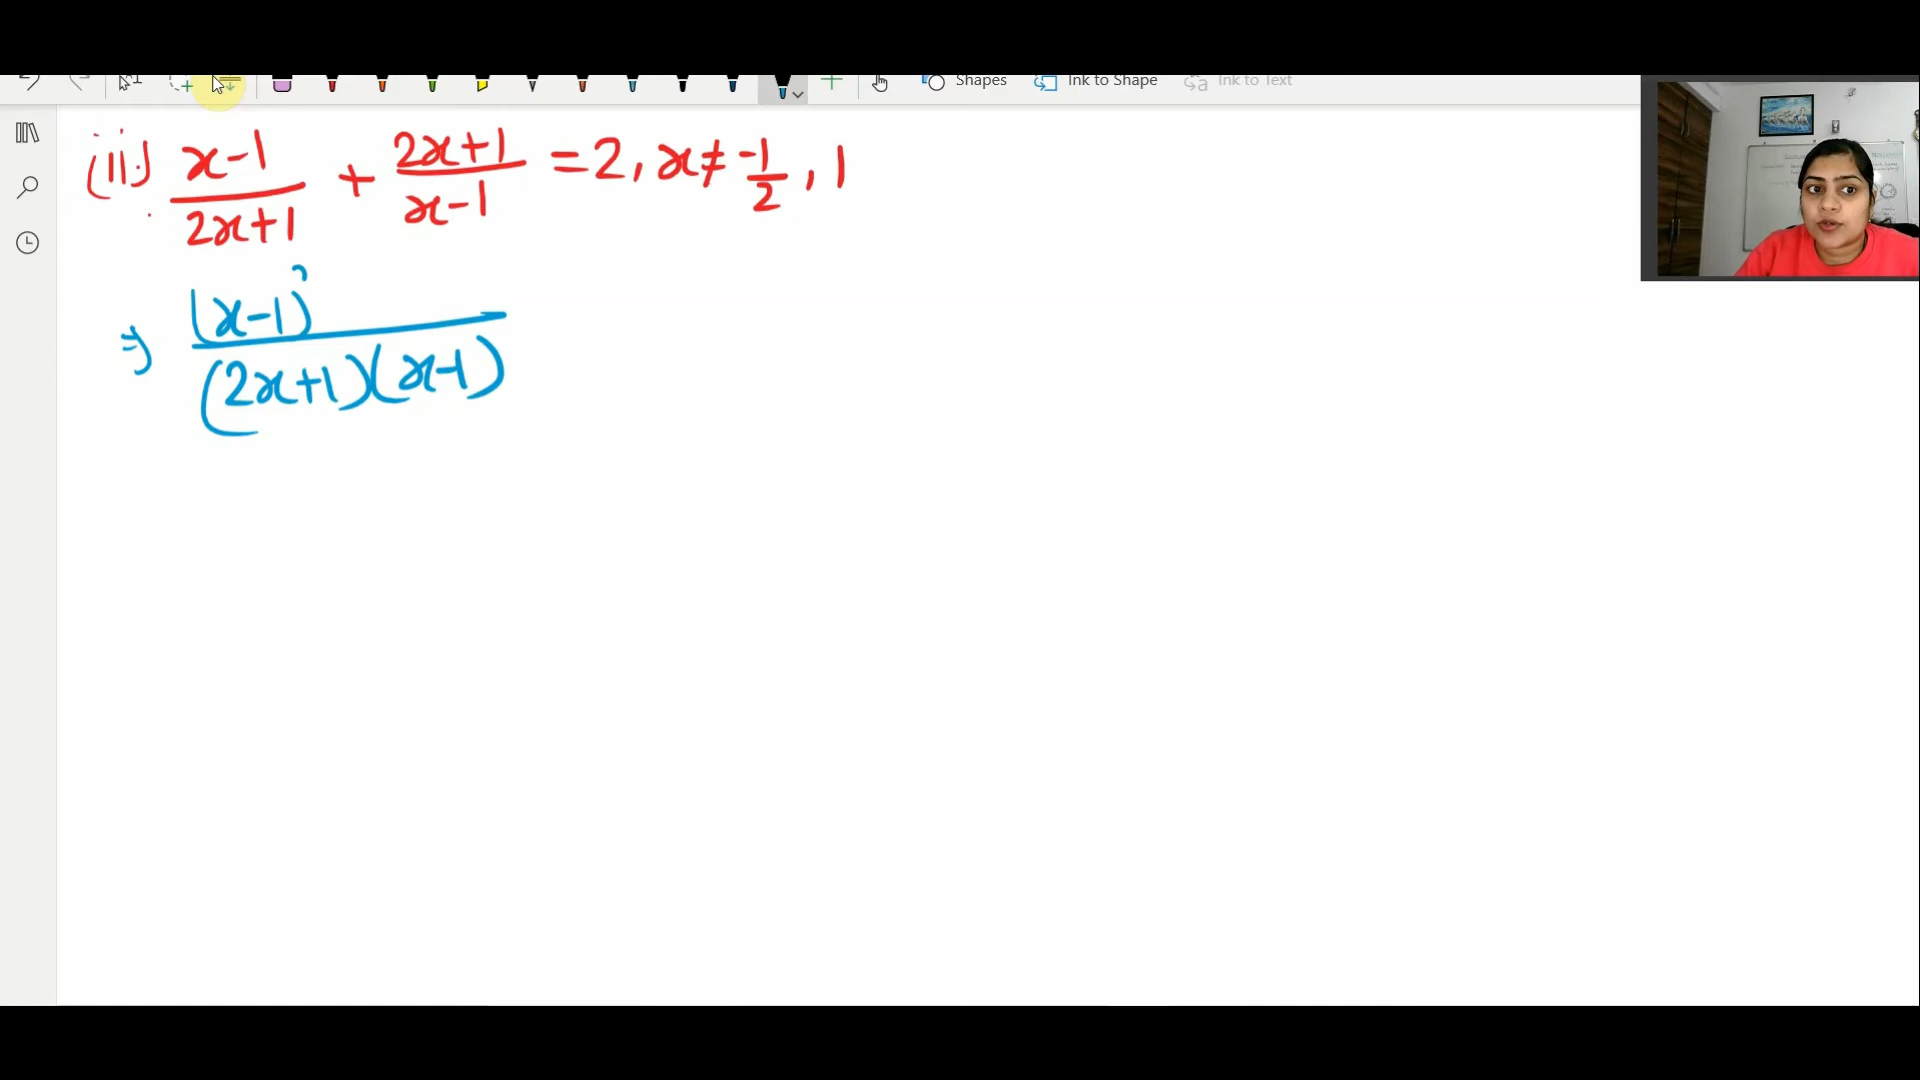 Shapes Ink to Shape Ink to Text
(ii) x-1/2x+1 + 2x+1/x-1 = 2, x≠ -1/2, 1
⇒ (x-1)²/(2x+1)(x-1)